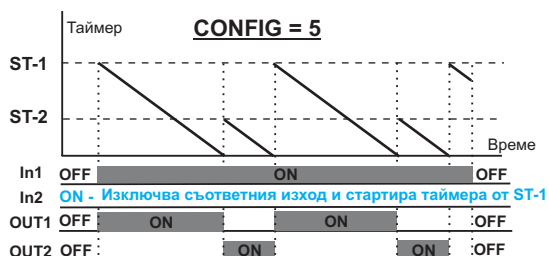 Таймер
CONFIG = 5
ST-1
ST-2
Време
In1 OFF ON OFF
In2 ON - Изключва съответния изход и стартира таймера от ST-1
OUT1 OFF ON ON OFF
OUT2 OFF ON ON OFF